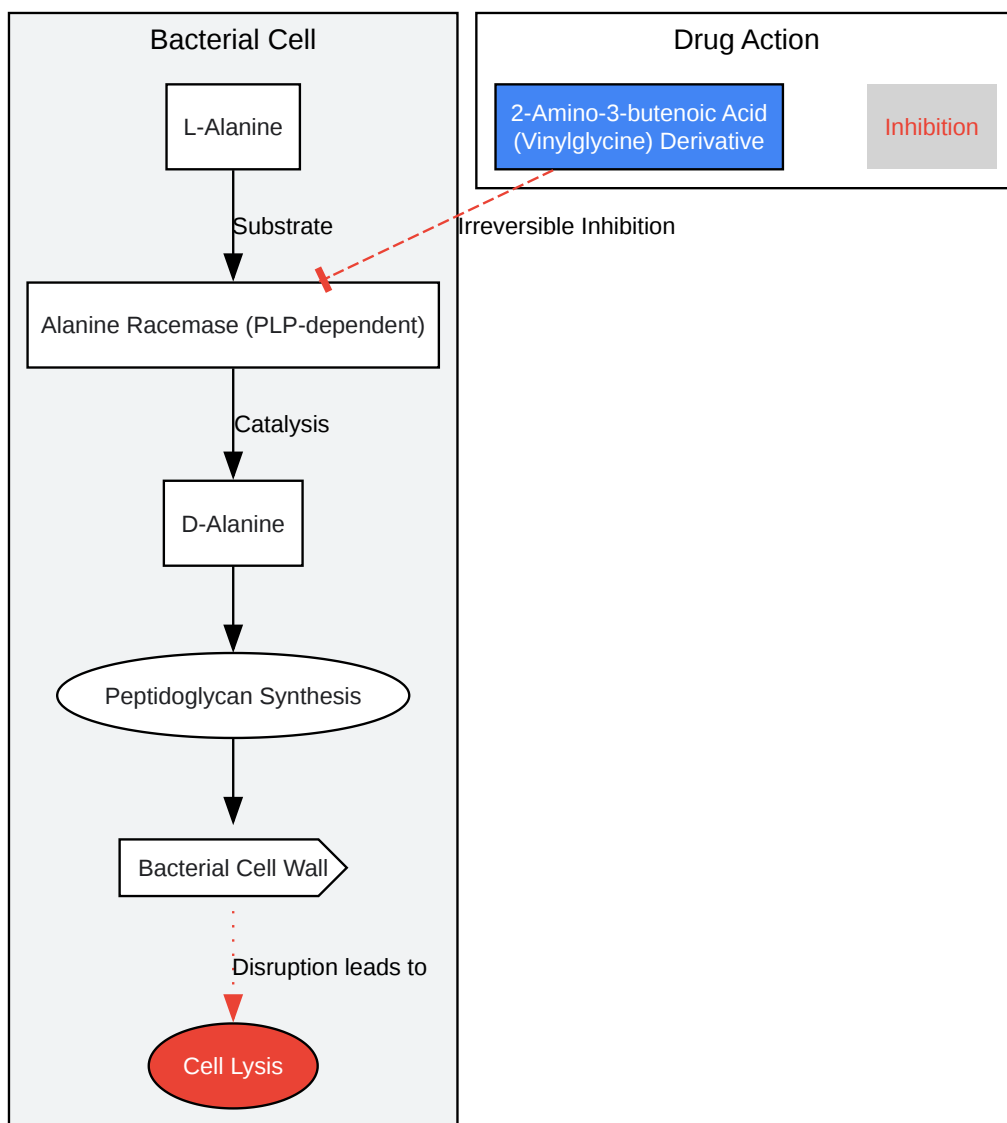 Bacterial Cell
Drug Action
L-Alanine
2-Amino-3-butenoic Acid
(Vinylglycine) Derivative
Inhibition
Substrate
Irreversible Inhibition
Alanine Racemase (PLP-dependent)
Catalysis
D-Alanine
Peptidoglycan Synthesis
Bacterial Cell Wall
Disruption leads to
Cell Lysis